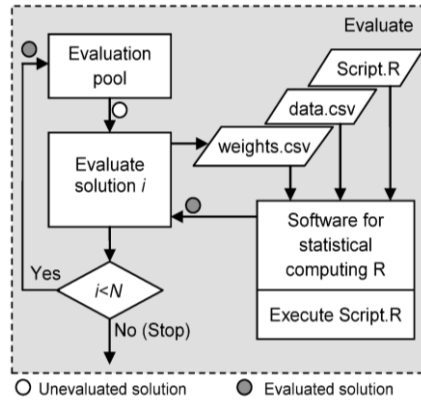 Evaluate
Evaluation
pool
Script.R
data.csv
weights.csv
Evaluate
solution i
Software for
statistical
computing R
Execute Script.R
Yes
i<N
No (Stop)
Unevaluated solution
Evaluated solution